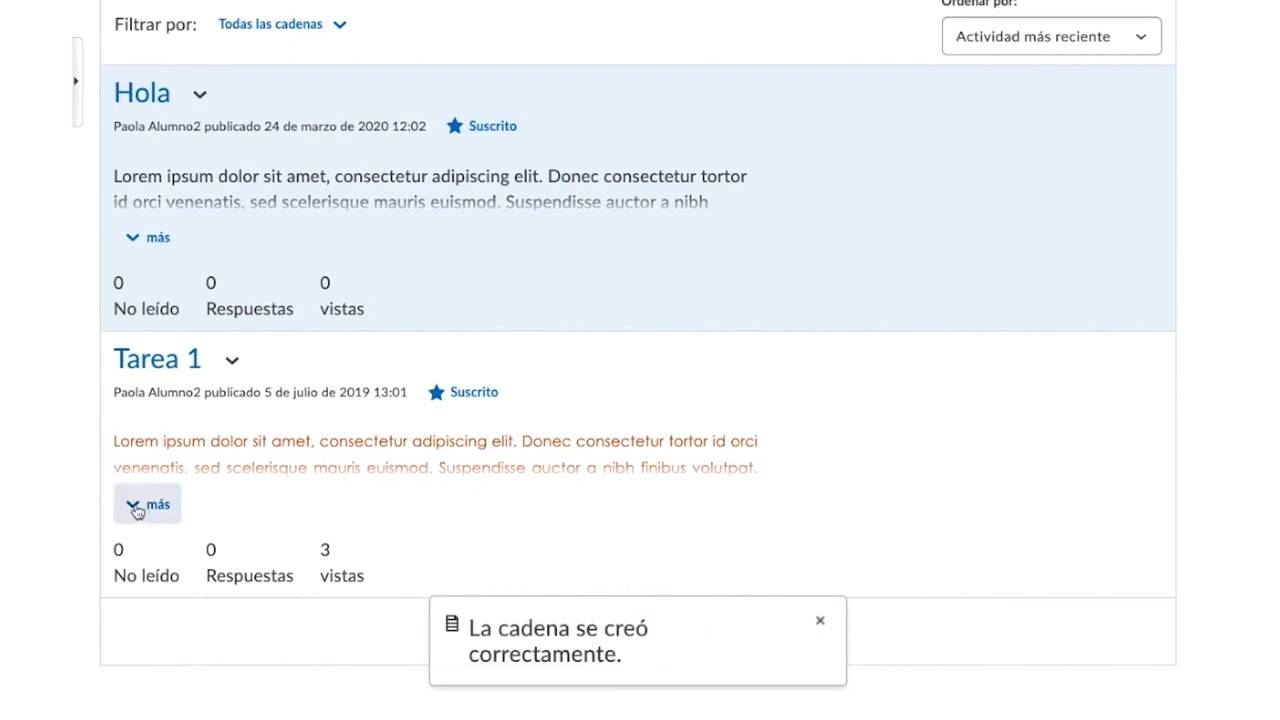 Ordenar por:
Filtrar por: Todas las cadenas
Actividad más reciente
Hola
Paola Alumno2 publicado 24 de marzo de 2020 12:02 Suscrito
Lorem ipsum dolor sit amet, consectetur adipiscing elit. Donec consectetur tortor
id orci venenatis, sed scelerisque mauris euismod. Suspendisse auctor a nibh
más
0 0 0
No leído Respuestas vistas
Tarea 1
Paola Alumno2 publicado 5 de julio de 2019 13:01 Suscrito
Lorem ipsum dolor sit amet, consectetur adipiscing elit. Donec consectetur tortor id orci
venenatis, sed scelerisque mauris euismod. Suspendisse auctor a nibh finibus volutpat.
más
0 0 3
No leído Respuestas vistas
La cadena se creó
correctamente.